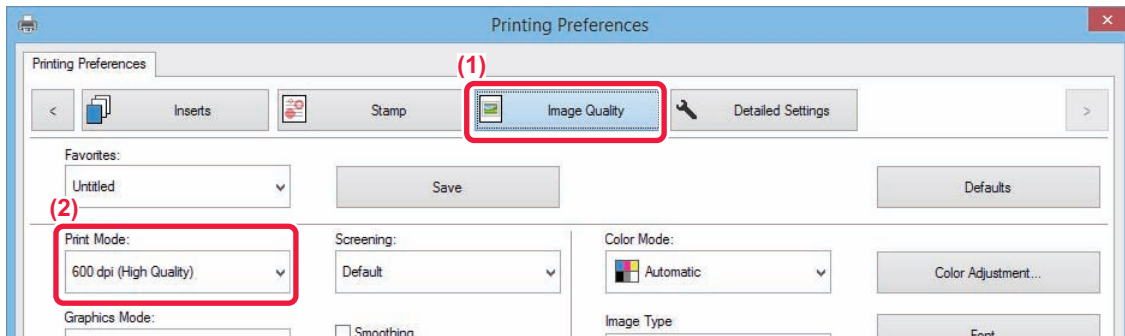 Printing Preferences
Printing Preferences
(1)
< Inserts Stamp Image Quality Detailed Settings >
Favorites:
Untitled Save Defaults
(2)
Print Mode: Screening: Color Mode:
600 dpi (High Quality) Default Automatic Color Adjustment...
Graphics Mode: Smoothing Image Type Font